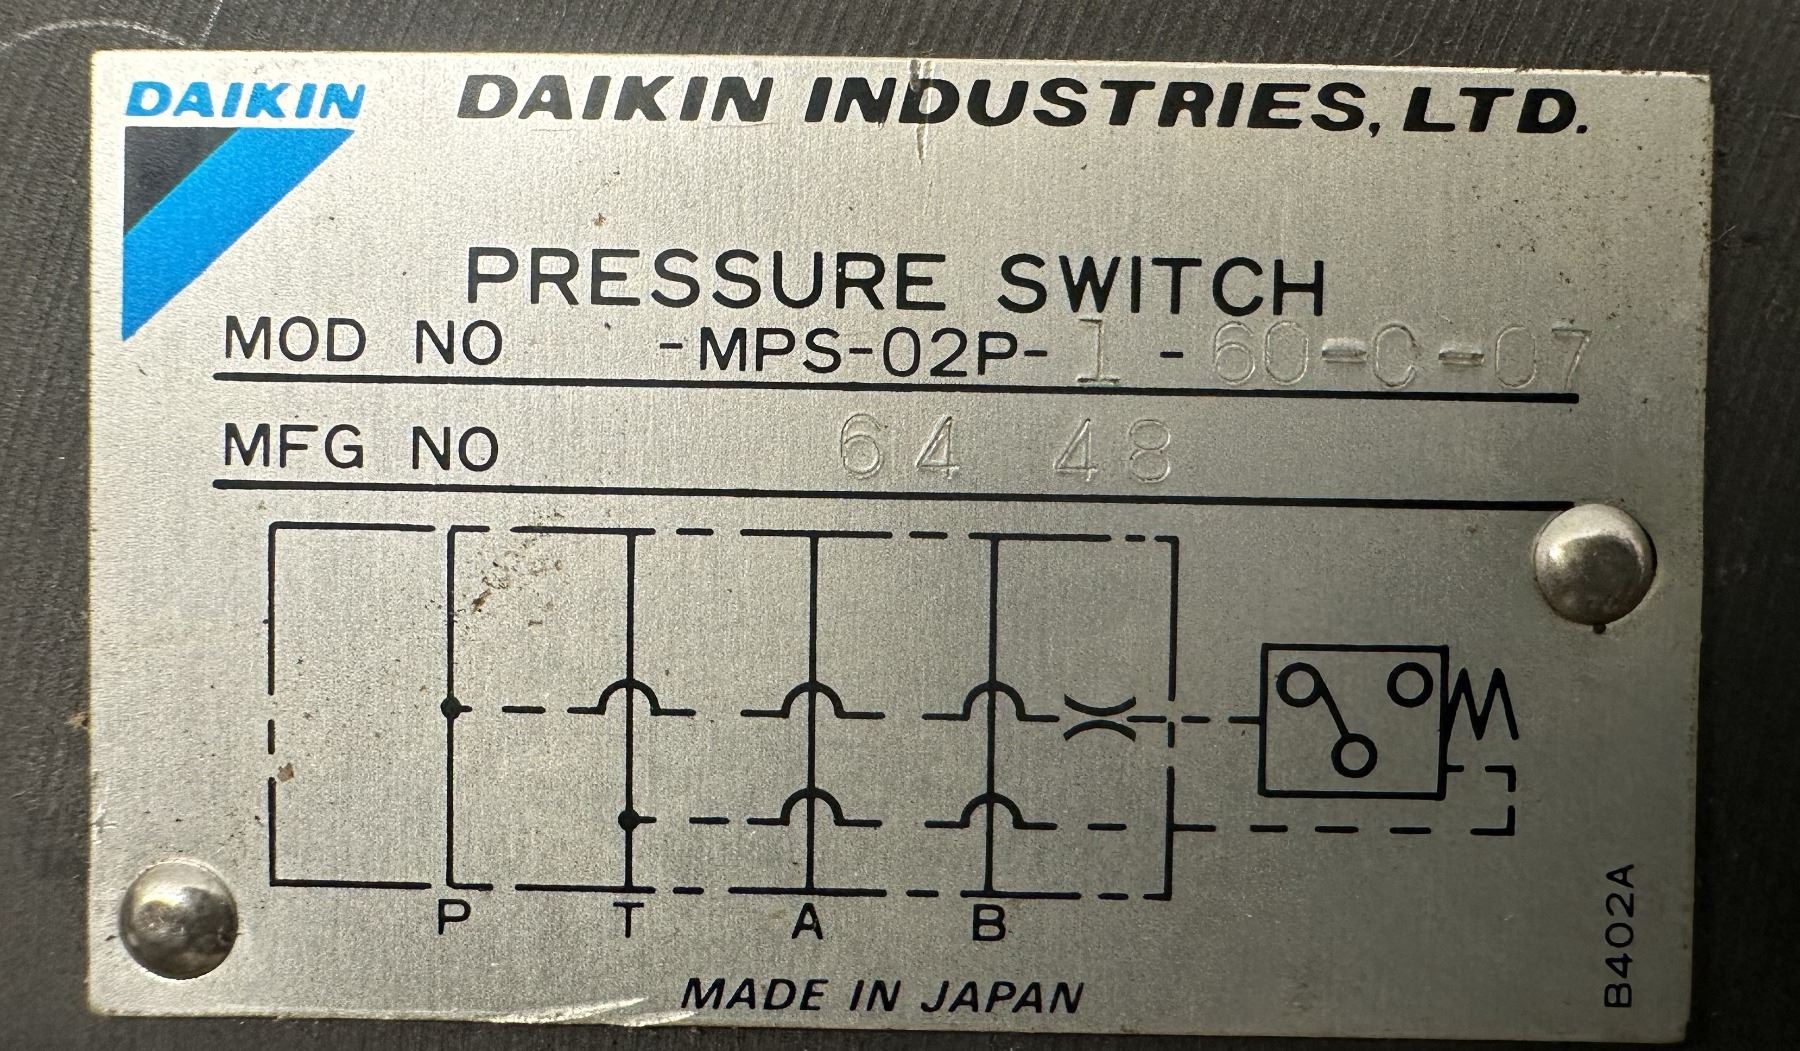 DAIKIN DAIKIN INDUSTRIES, LTD.
PRESSURE SWITCH
MOD NO -MPS-02P-1-60-C-07
MFG NO 64 48
P T A B
MADE IN JAPAN
B402A